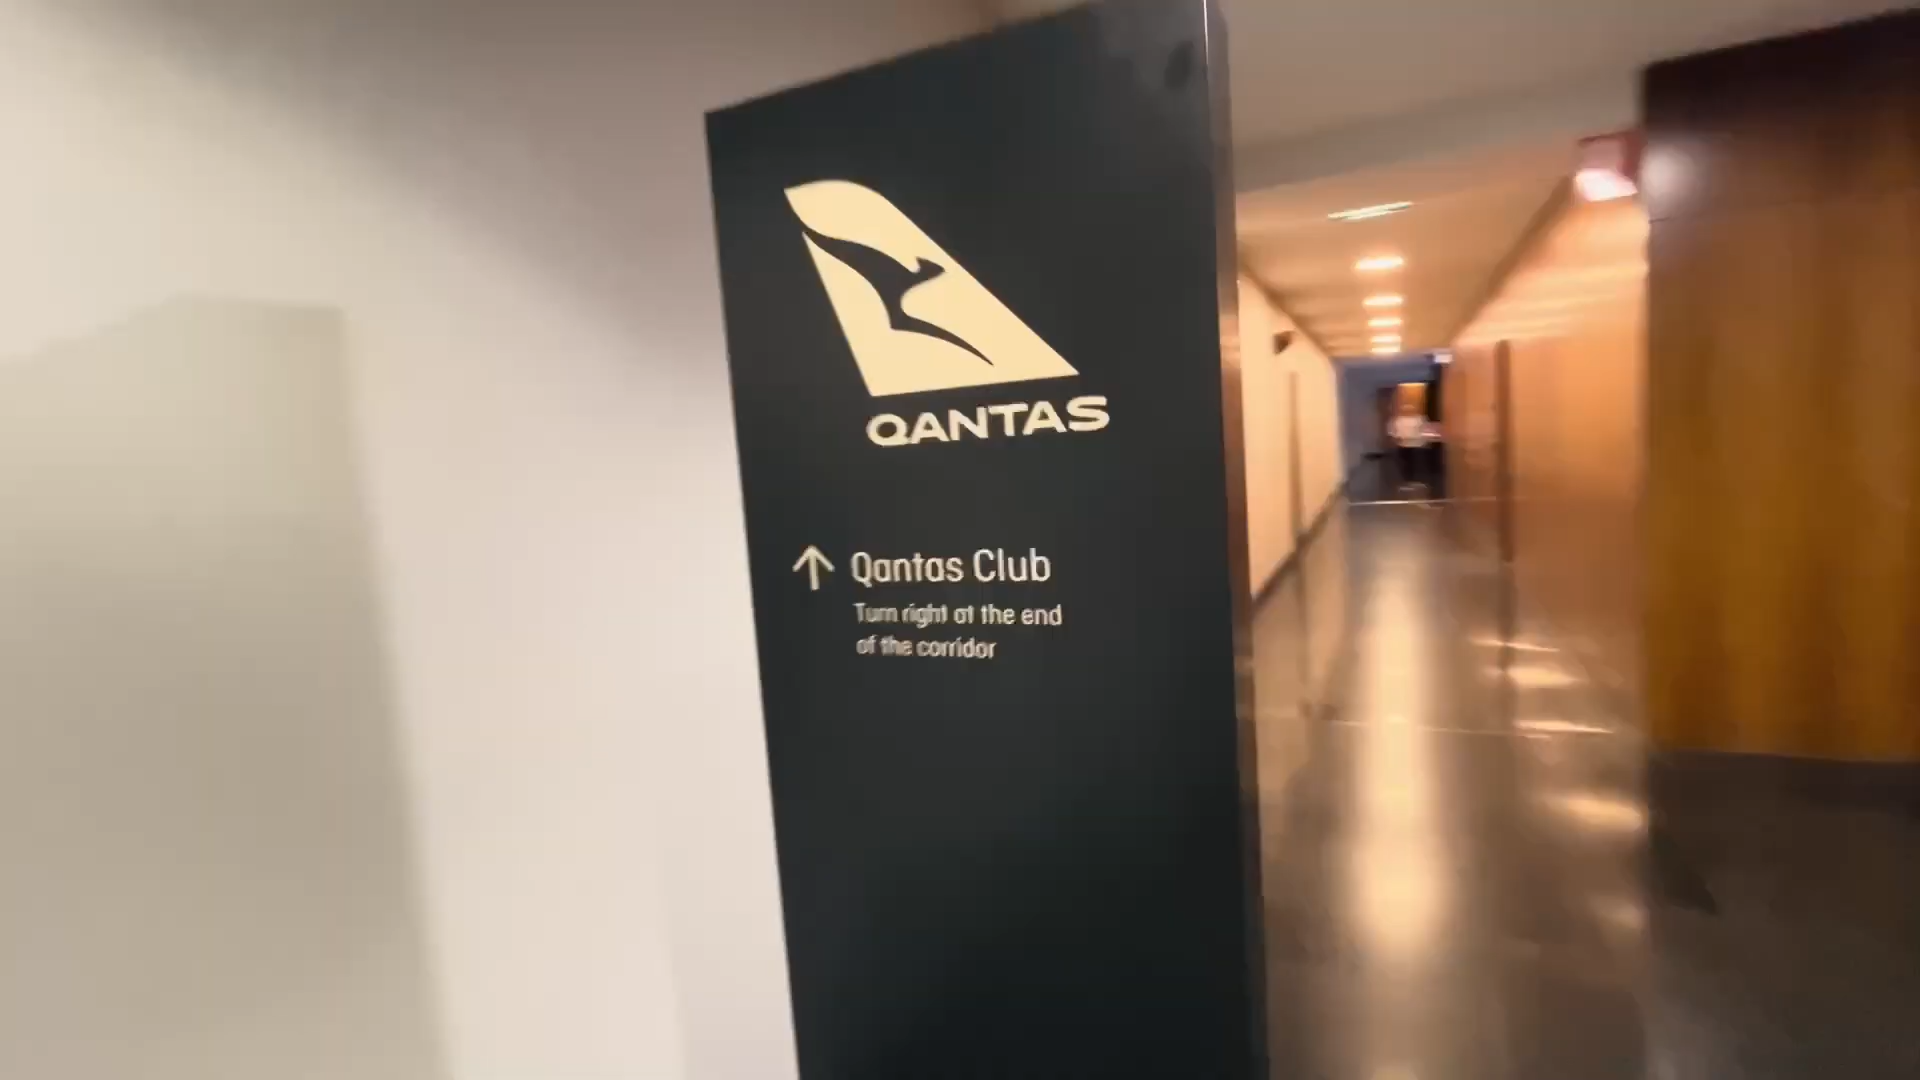 QANTAS
↑ Qantas Club
Turn right at the end
of the corridor